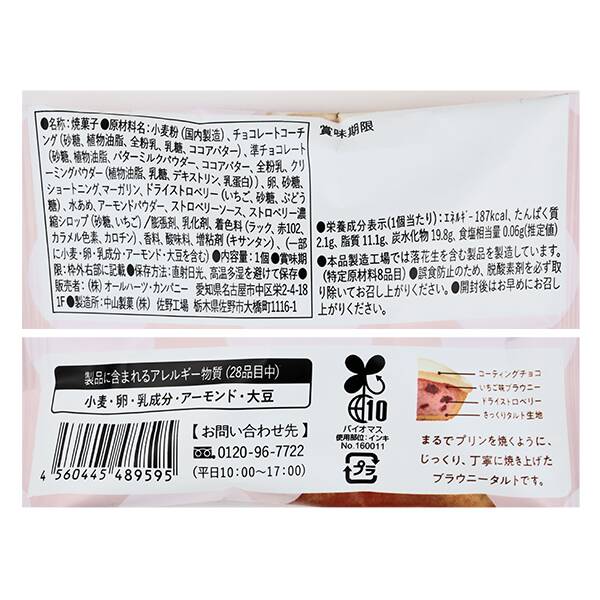 ●名称：焼菓子●原材料名：小麦粉（国内製造）、チョコレートコーチ
ング（砂糖、植物油脂、全粉乳、乳糖、ココアバター）、準チョコレート
（砂糖、植物油脂、バターミルクパウダー、ココアバター、全粉乳、クリ
ーミングパウダー（植物油脂、乳糖、デキストリン、乳蛋白））、卵、砂糖、
ショートニング、マーガリン、ドライストロベリー（いちご、砂糖、ぶどう
糖）、水あめ、アーモンドパウダー、ストロベリーソース、ストロベリー濃
縮シロップ（砂糖、いちご）／膨張剤、乳化剤、着色料（ラック、赤102、
カラメル色素、カロチン）、香料、酸味料、増粘剤（キサンタン）、（一部
に小麦・卵・乳成分・アーモンド・大豆を含む）●内容量：1個●賞味期
限：枠外右部に記載●保存方法：直射日光、高温多湿を避けて保存●
販売者：（株）オールハーツ・カンパニー 愛知県名古屋市中区栄2-4-18
1F●製造所：中山製菓（株） 佐野工場 栃木県佐野市大橋町1116-1
賞味期限
●栄養成分表示（1個当たり）：エネルギー187kcal、たんぱく質
2.1g、脂質11.1g、炭水化物19.8g、食塩相当量0.06g（推定値）
●本品製造工場では落花生を含む製品を製造しています。
（特定原材料8品目）●誤食防止のため、脱酸素剤を必ず取
り除いてお召し上がりください。●開封後はお早めにお召し
上がりください。
製品に含まれるアレルギー物質（28品目中）
小麦・卵・乳成分・アーモンド・大豆
4 560445 489595
【お問い合わせ先】
0120-96-7722
（平日10：00～17：00）
10
バイオマス
使用部位：インキ
No.160011
プラ
コーティングチョコ
いちご味ブラウニー
ドライストロベリー
さっくりタルト生地
まるでプリンを焼くように、
じっくり、丁寧に焼き上げた
ブラウニータルトです。